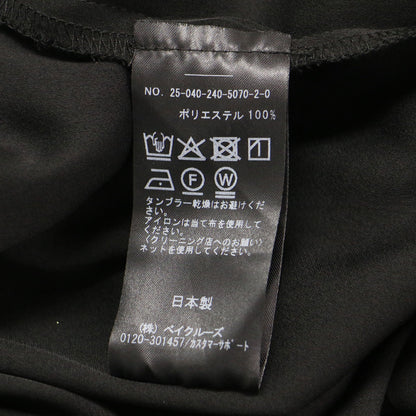 NO. 25-040-240-5070-2-0
ポリエステル 100%
F W
タンブラー乾燥はお避けくだ
さい。
アイロンは当て布を使用して
ください。
〈クリーニング店へのお願い〉
ネットを使用してください。
日本製
(株) ベイクルーズ
0120-301457/カスタマーサポート